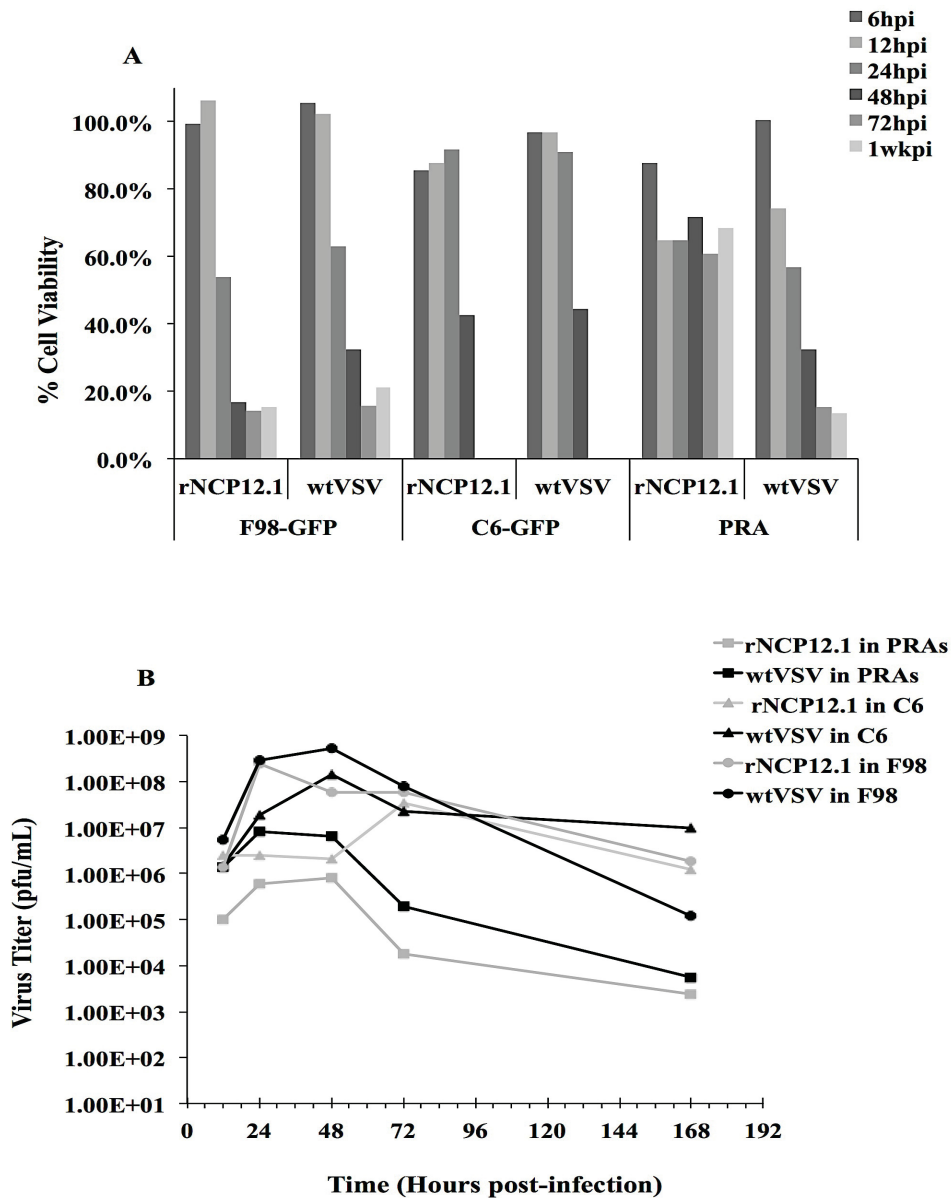 6hpi
12hpi
24hpi
48hpi
72hpi
1wkpi
A
100.0%
80.0%
60.0%
40.0%
20.0%
0.0%
% Cell Viability
rNCP12.1 wtVSV rNCP12.1 wtVSV rNCP12.1 wtVSV
F98-GFP C6-GFP PRA
B
rNCP12.1 in PRAs
wtVSV in PRAs
rNCP12.1 in C6
wtVSV in C6
rNCP12.1 in F98
wtVSV in F98
1.00E+09
1.00E+08
1.00E+07
1.00E+06
1.00E+05
1.00E+04
1.00E+03
1.00E+02
1.00E+01
Virus Titer (pfu/mL)
0 24 48 72 96 120 144 168 192
Time (Hours post-infection)